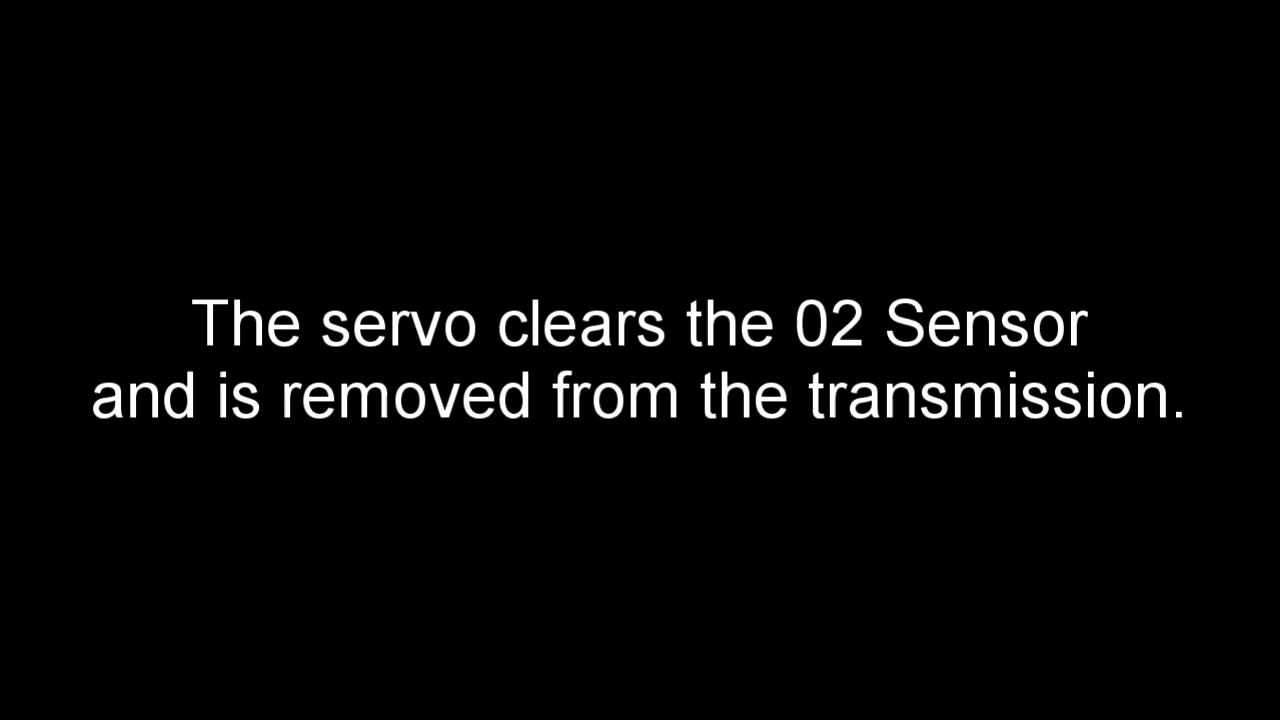 The servo clears the 02 Sensor
and is removed from the transmission.